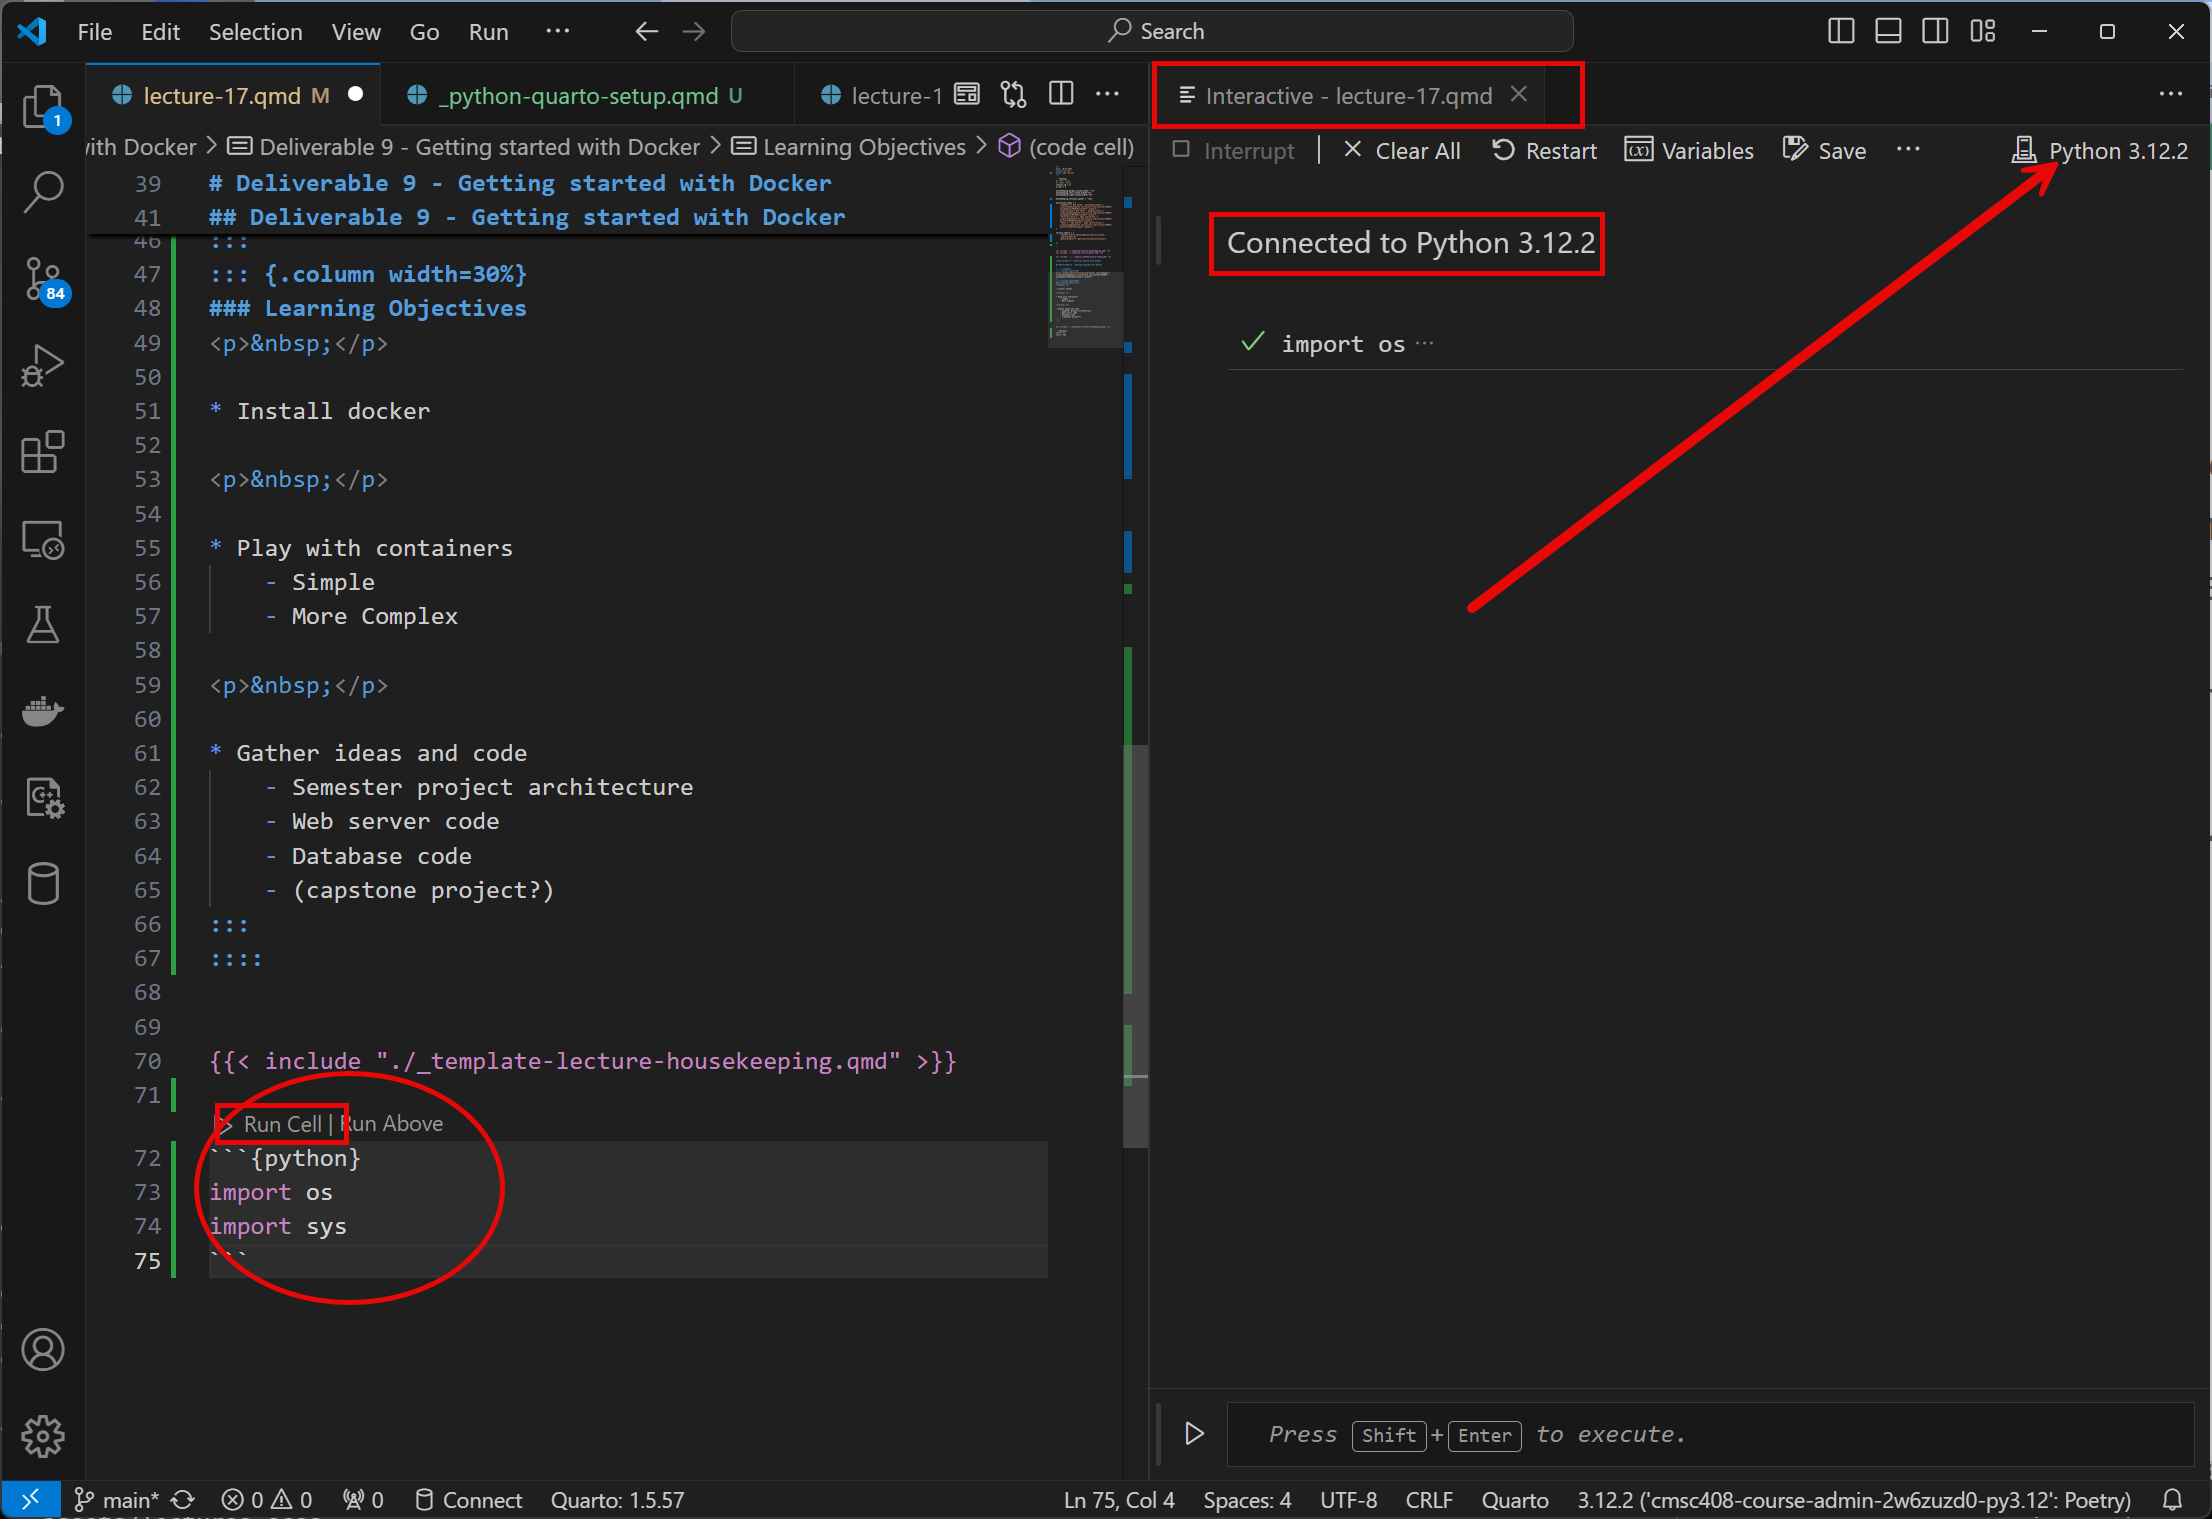 File Edit Selection View Go Run ··· Search
lecture-17.qmd M _python-quarto-setup.qmd U lecture-1 ···
with Docker > Deliverable 9 - Getting started with Docker > Learning Objectives > (code cell)
39 # Deliverable 9 - Getting started with Docker
41 ## Deliverable 9 - Getting started with Docker
46 :::
47 ::: {.column width=30%}
48 ### Learning Objectives
49 <p>&nbsp;</p>
50
51 * Install docker
52
53 <p>&nbsp;</p>
54
55 * Play with containers
56 - Simple
57 - More Complex
58
59 <p>&nbsp;</p>
60
61 * Gather ideas and code
62 - Semester project architecture
63 - Web server code
64 - Database code
65 - (capstone project?)
66 :::
67 ::::
68
69
70 {{< include "./_template-lecture-housekeeping.qmd" >}}
71
Run Cell | Run Above
72 ```{python}
73 import os
74 import sys
75 ```
1
84
Interactive - lecture-17.qmd ···
Interrupt | Clear All Restart Variables Save ··· Python 3.12.2
Connected to Python 3.12.2
import os ···
Press Shift + Enter to execute.
main* 0 0 0 Connect Quarto: 1.5.57 Ln 75, Col 4 Spaces: 4 UTF-8 CRLF Quarto 3.12.2 ('cmsc408-course-admin-2w6zuzd0-py3.12': Poetry)